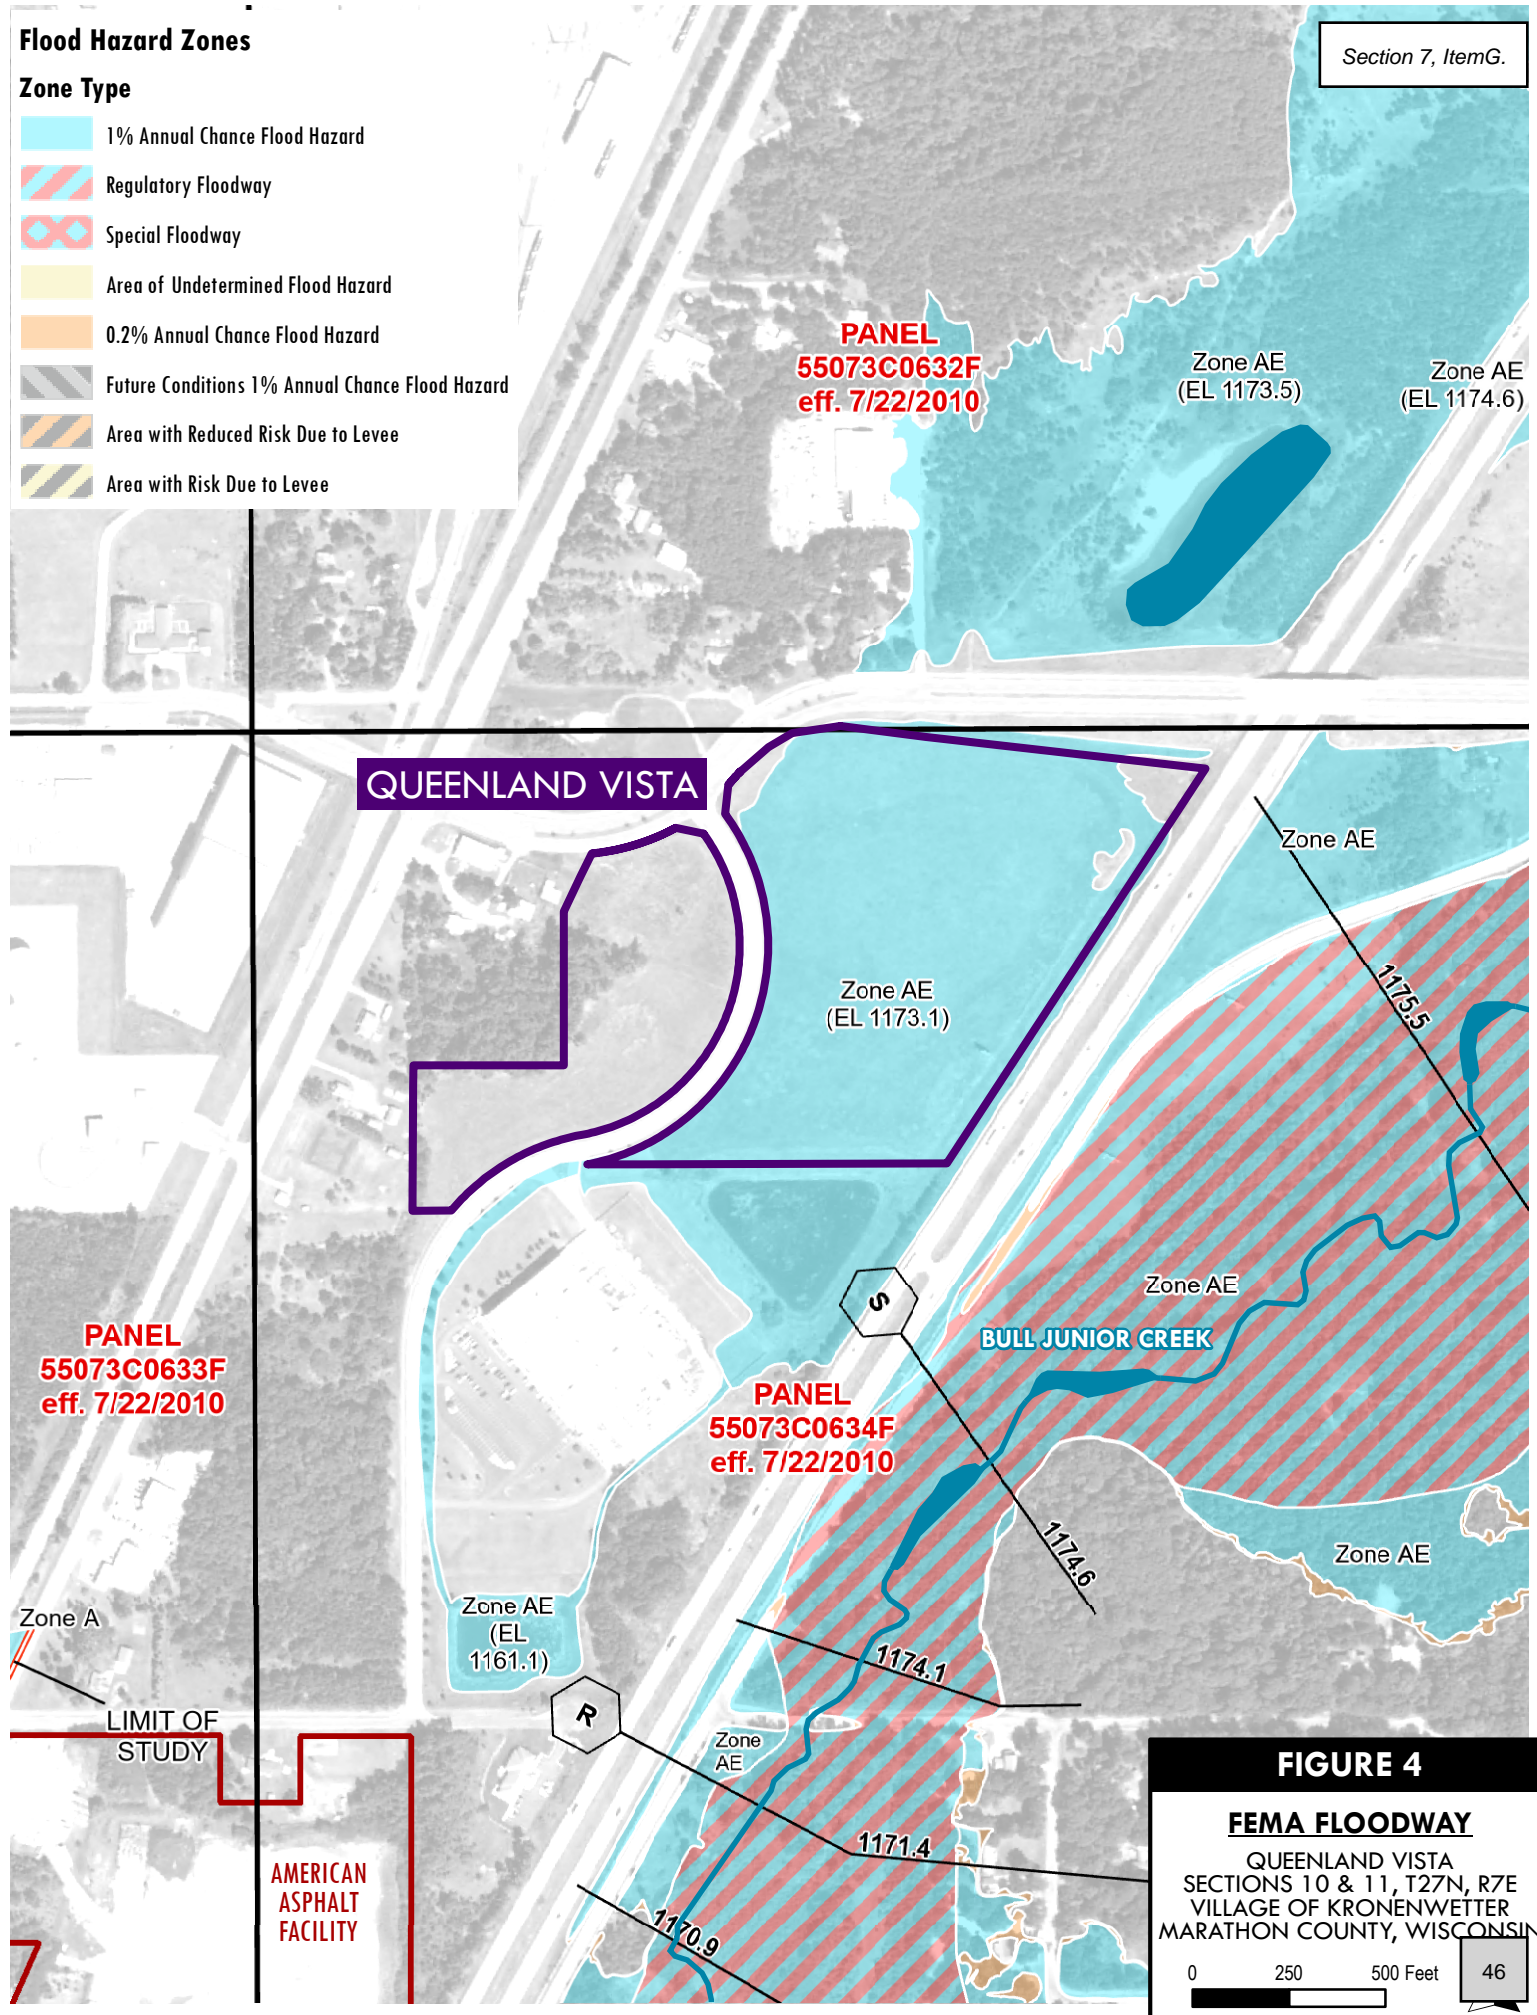 Flood Hazard Zones
Zone Type
1% Annual Chance Flood Hazard
Regulatory Floodway
Special Floodway
Area of Undetermined Flood Hazard
0.2% Annual Chance Flood Hazard
Future Conditions 1% Annual Chance Flood Hazard
Area with Reduced Risk Due to Levee
Area with Risk Due to Levee
Section 7, ItemG.
PANEL
55073C0632F
eff. 7/22/2010
Zone AE
(EL 1173.5)
Zone AE
(EL 1174.6)
QUEENLAND VISTA
Zone AE
Zone AE
(EL 1173.1)
1175.5
Zone AE
BULL JUNIOR CREEK
S
PANEL
55073C0633F
eff. 7/22/2010
PANEL
55073C0634F
eff. 7/22/2010
1174.6
Zone AE
Zone A
Zone AE
(EL
1161.1)
1174.1
LIMIT OF
STUDY
R
Zone
AE
1171.4
1170.9
AMERICAN
ASPHALT
FACILITY
FIGURE 4
FEMA FLOODWAY
QUEENLAND VISTA
SECTIONS 10 & 11, T27N, R7E
VILLAGE OF KRONENWETTER
MARATHON COUNTY, WISCONSIN
0 250 500 Feet
46